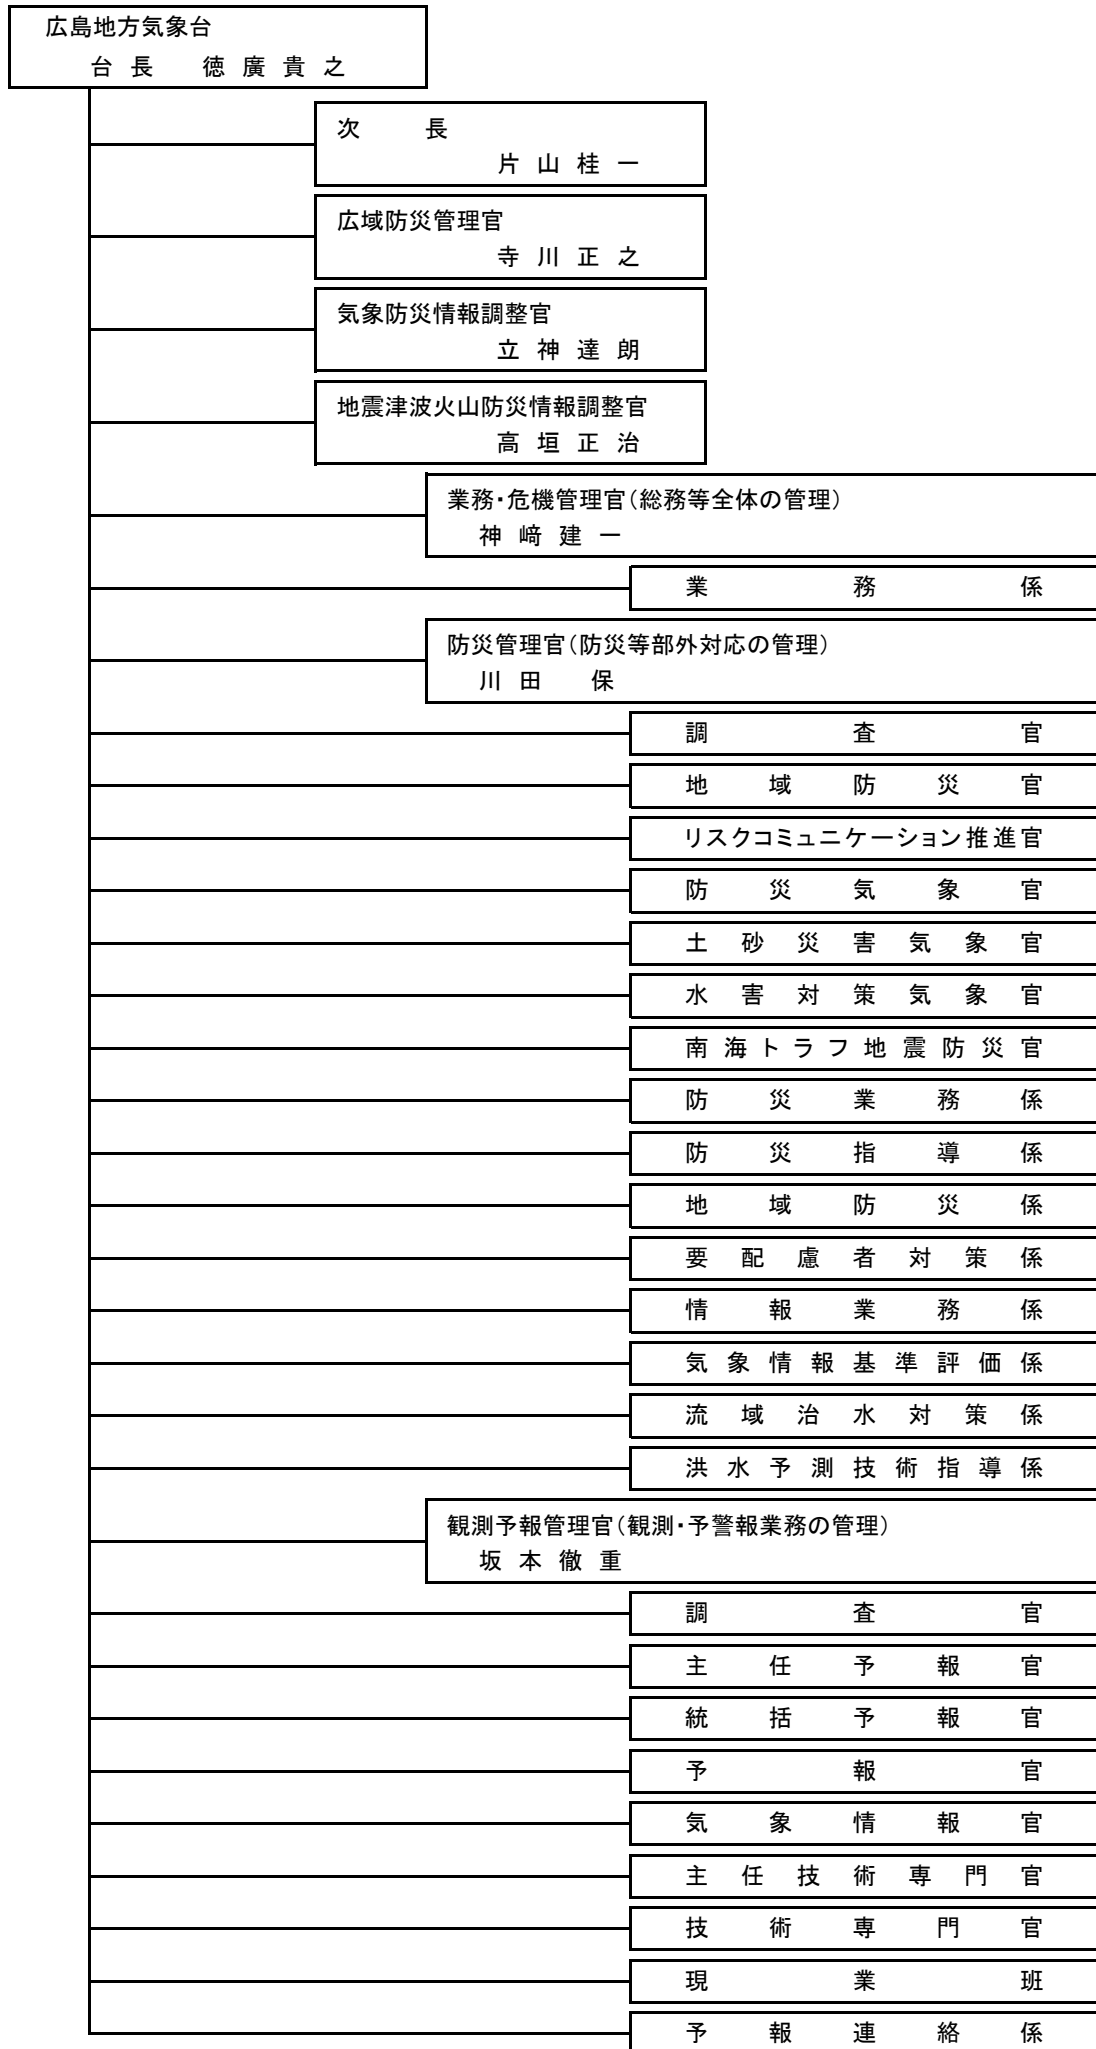 広島地方気象台
台長 徳廣貴之
次長
片山桂一
広域防災管理官
寺川正之
気象防災情報調整官
立神達朗
地震津波火山防災情報調整官
高垣正治
業務・危機管理官（総務等全体の管理）
神﨑建一
業務係
防災管理官（防災等部外対応の管理）
川田 保
調査官
地域防災官
リスクコミュニケーション推進官
防災気象官
土砂災害気象官
水害対策気象官
南海トラフ地震防災官
防災業務係
防災指導係
地域防災係
要配慮者対策係
情報業務係
気象情報基準評価係
流域治水対策係
洪水予測技術指導係
観測予報管理官（観測・予警報業務の管理）
坂本徹重
調査官
主任予報官
統括予報官
予報官
気象情報官
主任技術専門官
技術専門官
現業班
予報連絡係